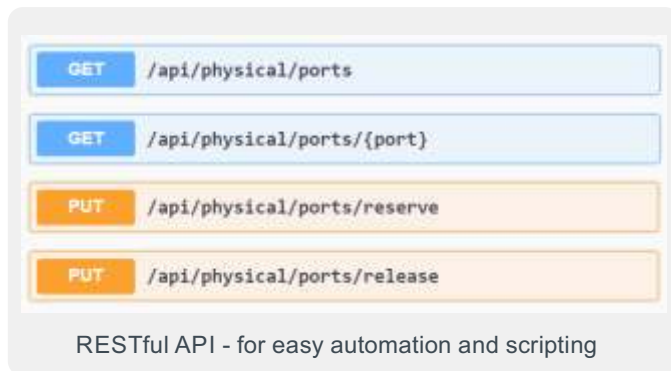 GET /api/physical/ports
GET /api/physical/ports/{port}
PUT /api/physical/ports/reserve
PUT /api/physical/ports/release
RESTful API - for easy automation and scripting